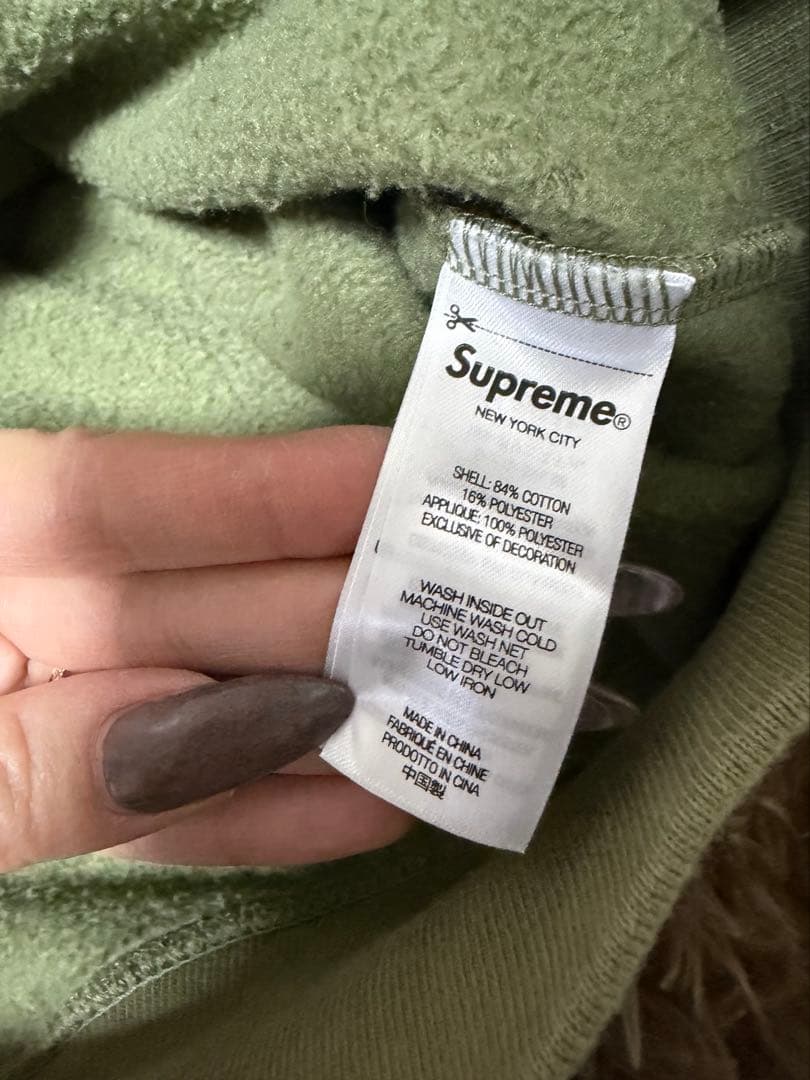 Supreme®
NEW YORK CITY
SHELL: 84% COTTON
16% POLYESTER
APPLIQUE: 100% POLYESTER
EXCLUSIVE OF DECORATION
WASH INSIDE OUT
MACHINE WASH COLD
USE WASH NET
DO NOT BLEACH
TUMBLE DRY LOW
LOW IRON
MADE IN CHINA
FABRIQUÉ EN CHINE
PRODOTTO IN CINA
中国製